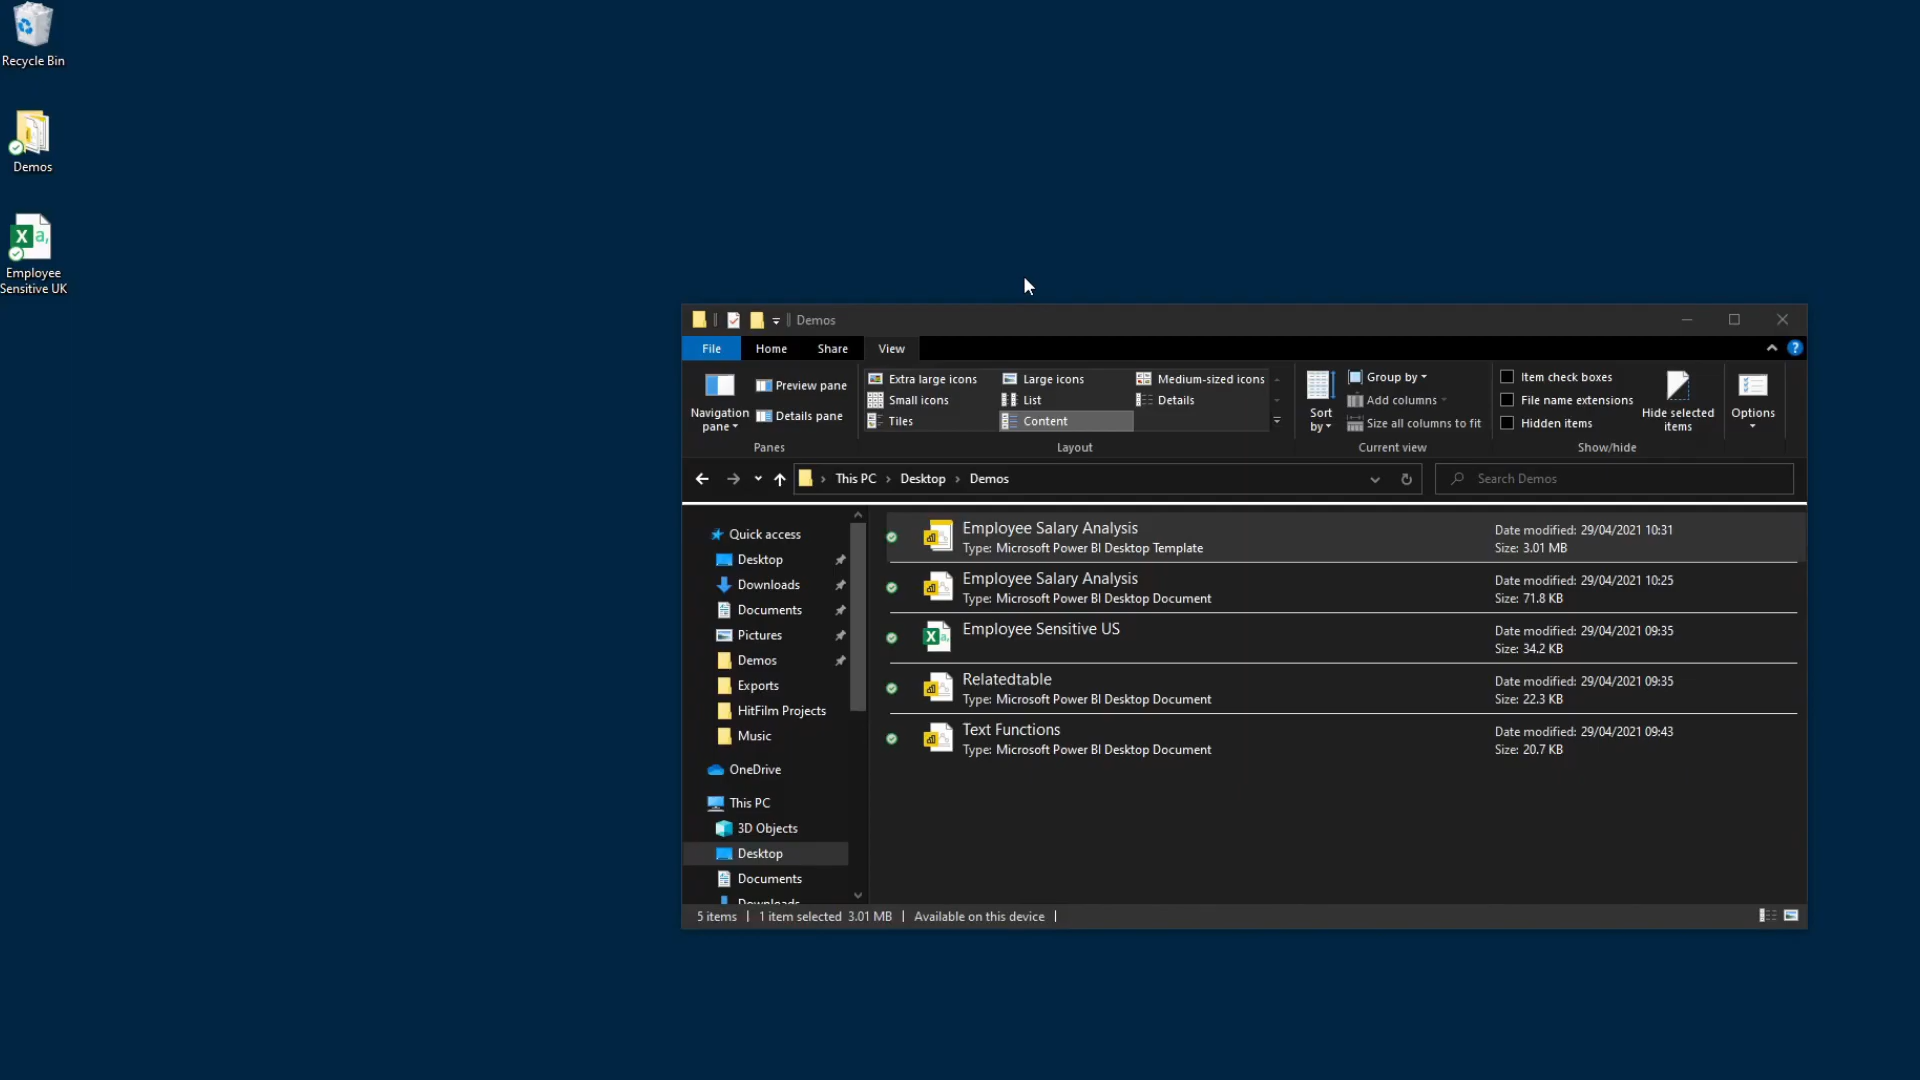 Recycle Bin
Demos
Employee
Sensitive UK
Demos
File Home Share View
Navigation
pane
Preview pane
Details pane
Panes
Extra large icons Large icons Medium-sized icons
Small icons List Details
Tiles Content
Layout
Sort
by
Group by
Add columns
Size all columns to fit
Current view
Item check boxes
File name extensions
Hidden items
Hide selected
items
Show/hide
Options
This PC › Desktop › Demos
Search Demos
Quick access
Desktop
Downloads
Documents
Pictures
Demos
Exports
HitFilm Projects
Music
OneDrive
This PC
3D Objects
Desktop
Documents
Downloads
Employee Salary Analysis
Type: Microsoft Power BI Desktop Template
Date modified: 29/04/2021 10:31
Size: 3.01 MB
Employee Salary Analysis
Type: Microsoft Power BI Desktop Document
Date modified: 29/04/2021 10:25
Size: 71.8 KB
Employee Sensitive US
Date modified: 29/04/2021 09:35
Size: 34.2 KB
Relatedtable
Type: Microsoft Power BI Desktop Document
Date modified: 29/04/2021 09:35
Size: 22.3 KB
Text Functions
Type: Microsoft Power BI Desktop Document
Date modified: 29/04/2021 09:43
Size: 20.7 KB
5 items | 1 item selected 3.01 MB | Available on this device |